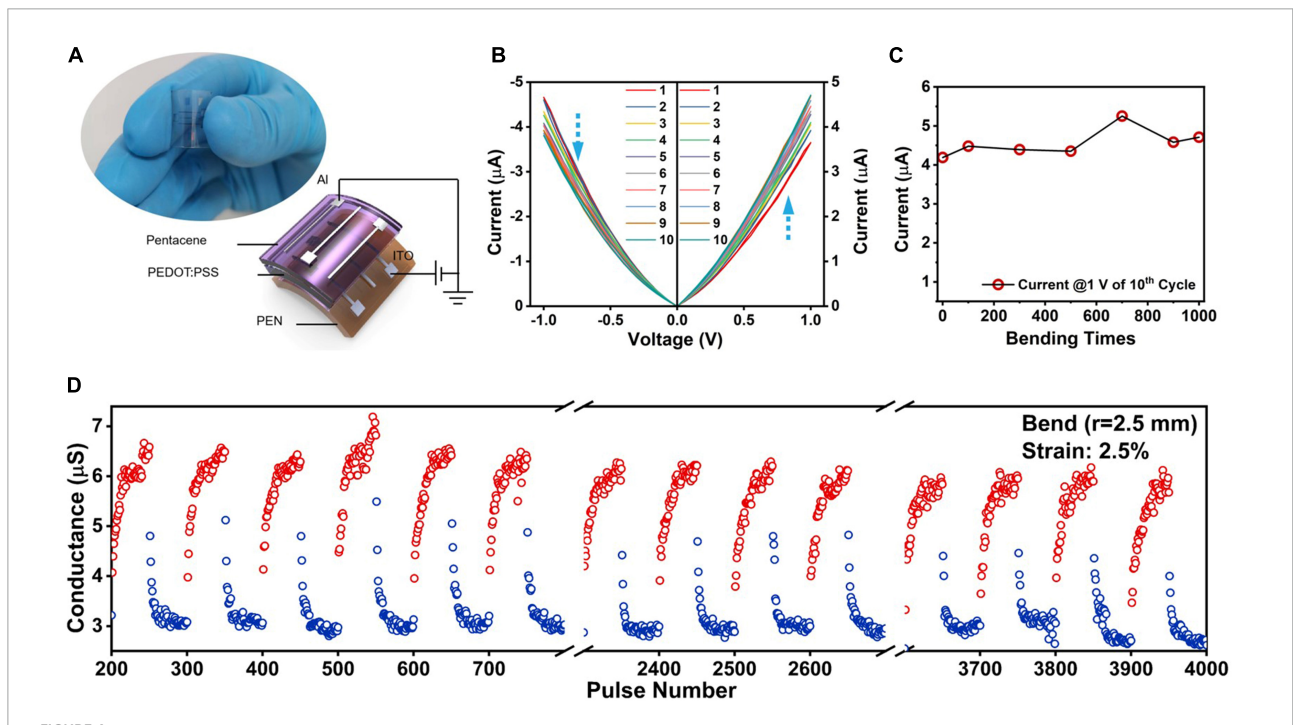 A
Al
Pentacene
PEDOT:PSS
ITO
PEN
B
-5
-4
-3
-2
-1
0
Current (μA)
1 1
2 2
3 3
4 4
5 5
6 6
7 7
8 8
9 9
10 10
5
4
3
2
1
0
Current (μA)
-1.0 -0.5 0.0 0.5 1.0
Voltage (V)
C
6
5
4
3
2
1
Current (μA)
Current @1 V of 10th Cycle
0 200 400 600 800 1000
Bending Times
D
7
6
5
4
3
Conductance (μS)
Bend (r=2.5 mm)
Strain: 2.5%
200 300 400 500 600 700 2400 2500 2600 3700 3800 3900 4000
Pulse Number